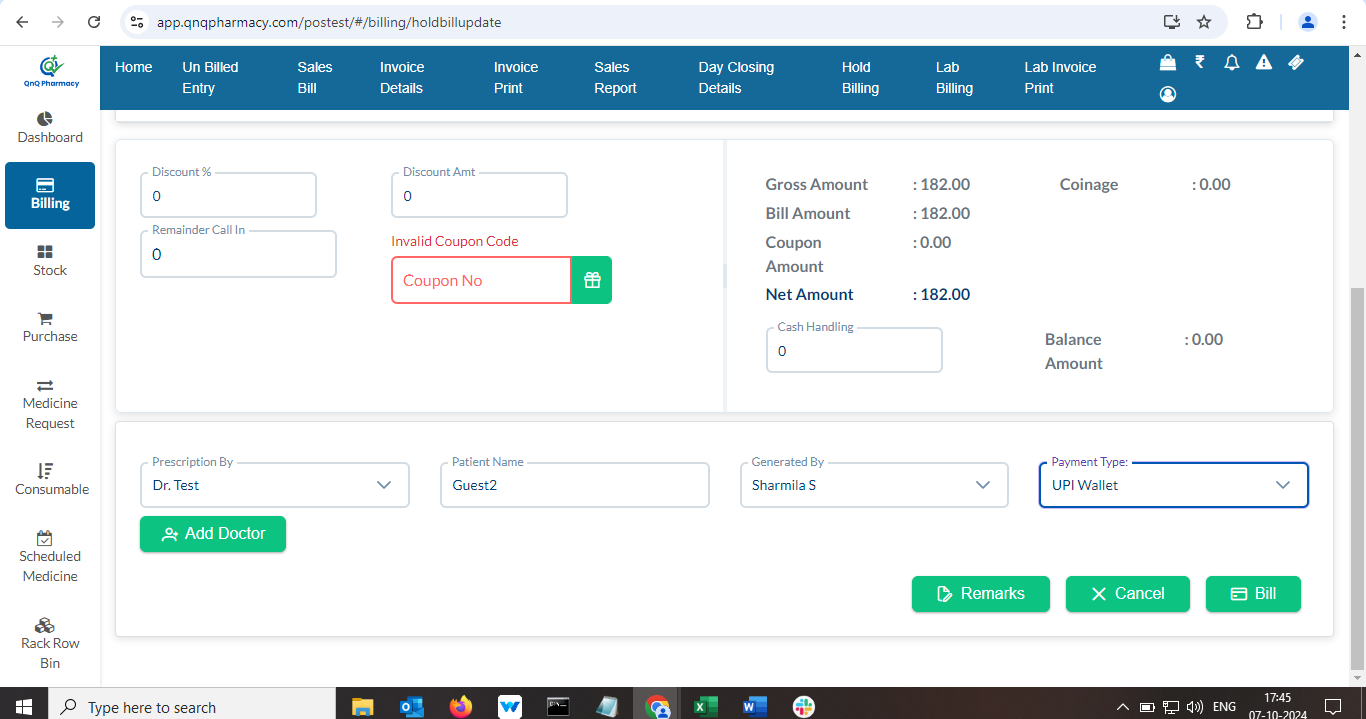 app.qnqpharmacy.com/postest/#/billing/holdbillupdate
QnQ Pharmacy
Home
Un Billed
Entry
Sales
Bill
Invoice
Details
Invoice
Print
Sales
Report
Day Closing
Details
Hold
Billing
Lab
Billing
Lab Invoice
Print
Dashboard
Billing
Stock
Purchase
Medicine
Request
Consumable
Scheduled
Medicine
Rack Row
Bin
Discount %
0
Discount Amt
0
Remainder Call In
0
Invalid Coupon Code
Coupon No
Gross Amount : 182.00
Coinage : 0.00
Bill Amount : 182.00
Coupon : 0.00
Amount
Net Amount : 182.00
Cash Handling
0
Balance : 0.00
Amount
Prescription By
Dr. Test
Patient Name
Guest2
Generated By
Sharmila S
Payment Type:
UPI Wallet
Add Doctor
Remarks
Cancel
Bill
Type here to search
ENG
17:45
07-10-2024